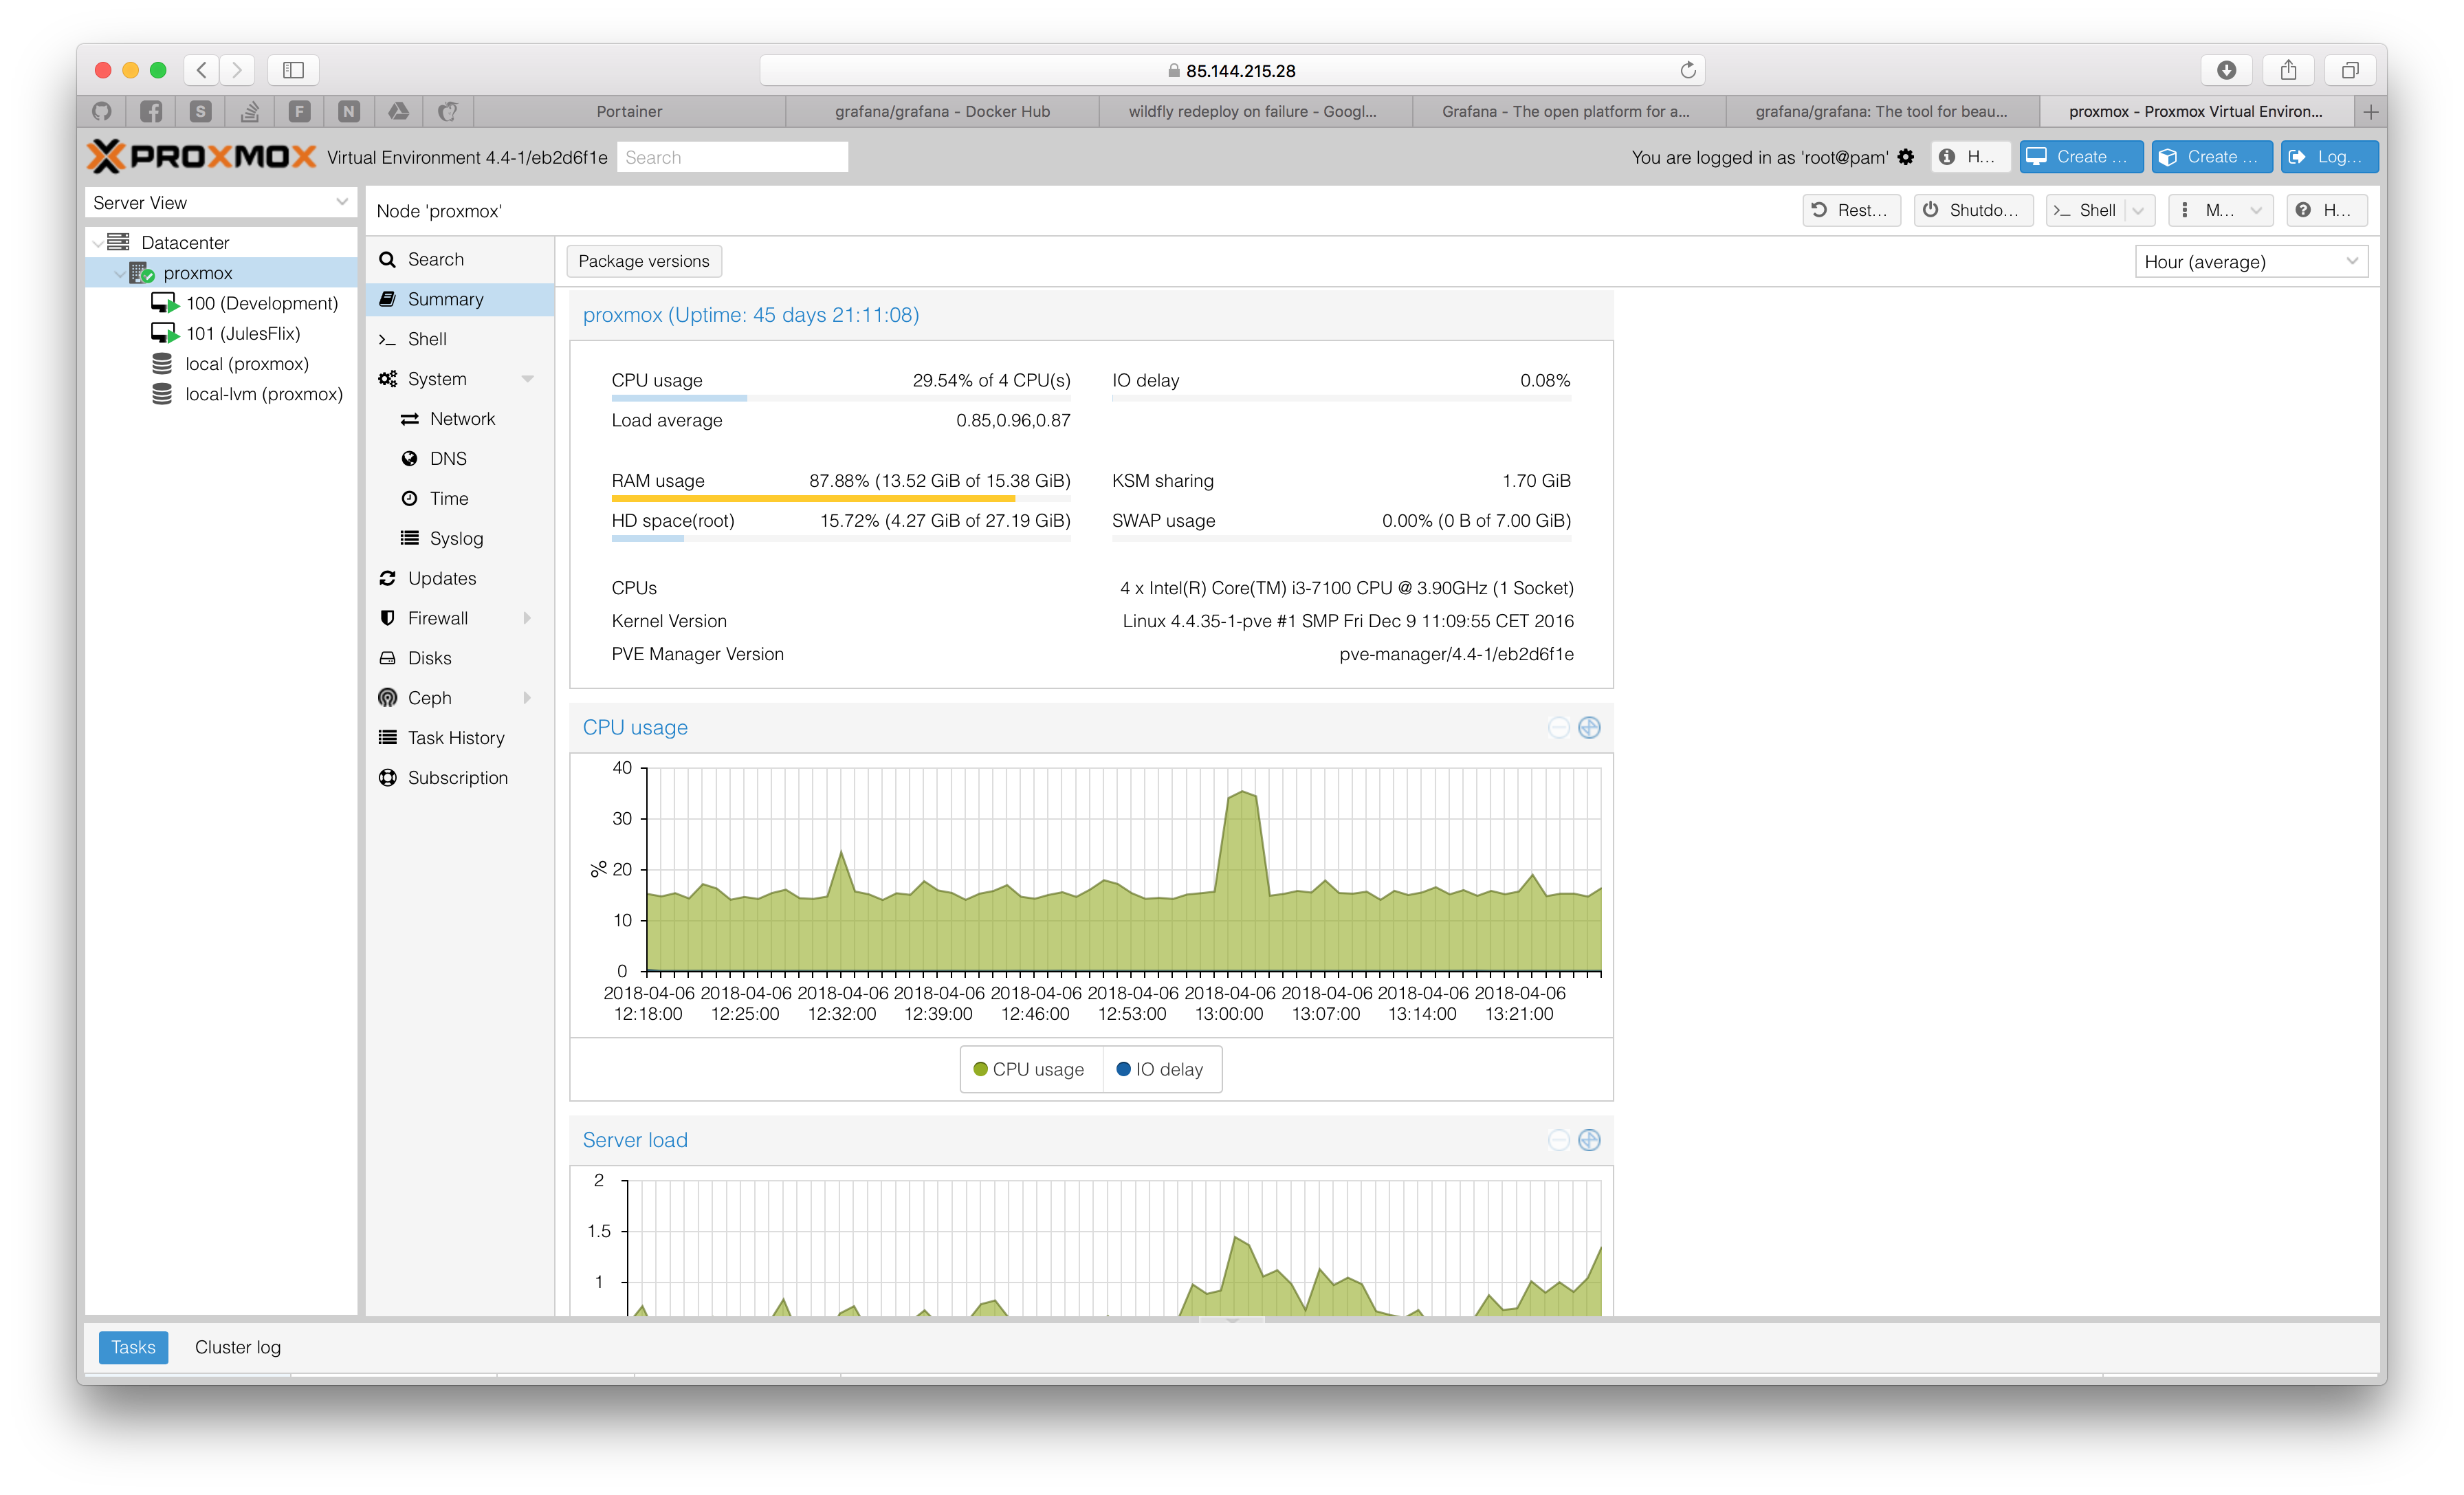 85.144.215.28
S
F
N
Portainer
grafana/grafana - Docker Hub
wildfly redeploy on failure - Googl...
Grafana - The open platform for a...
grafana/grafana: The tool for beau...
proxmox - Proxmox Virtual Environ...
PROXMOX
Virtual Environment 4.4-1/eb2d6f1e
Search
You are logged in as 'root@pam'
H...
Create ...
Create ...
Log...
Server View
Datacenter
proxmox
100 (Development)
101 (JulesFlix)
local (proxmox)
local-lvm (proxmox)
Node 'proxmox'
Rest...
Shutdo...
Shell
M...
H...
Search
Summary
Shell
System
Network
DNS
Time
Syslog
Updates
Firewall
Disks
Ceph
Task History
Subscription
Package versions
Hour (average)
proxmox (Uptime: 45 days 21:11:08)
CPU usage 29.54% of 4 CPU(s)
IO delay 0.08%
Load average 0.85,0.96,0.87
RAM usage 87.88% (13.52 GiB of 15.38 GiB)
KSM sharing 1.70 GiB
HD space(root) 15.72% (4.27 GiB of 27.19 GiB)
SWAP usage 0.00% (0 B of 7.00 GiB)
CPUs 4 x Intel(R) Core(TM) i3-7100 CPU @ 3.90GHz (1 Socket)
Kernel Version Linux 4.4.35-1-pve #1 SMP Fri Dec 9 11:09:55 CET 2016
PVE Manager Version pve-manager/4.4-1/eb2d6f1e
CPU usage
40
30
20
10
0
%
2018-04-06 2018-04-06 2018-04-06 2018-04-06 2018-04-06 2018-04-06 2018-04-06 2018-04-06 2018-04-06 2018-04-06
12:18:00 12:25:00 12:32:00 12:39:00 12:46:00 12:53:00 13:00:00 13:07:00 13:14:00 13:21:00
CPU usage
IO delay
Server load
2
1.5
1
Tasks
Cluster log